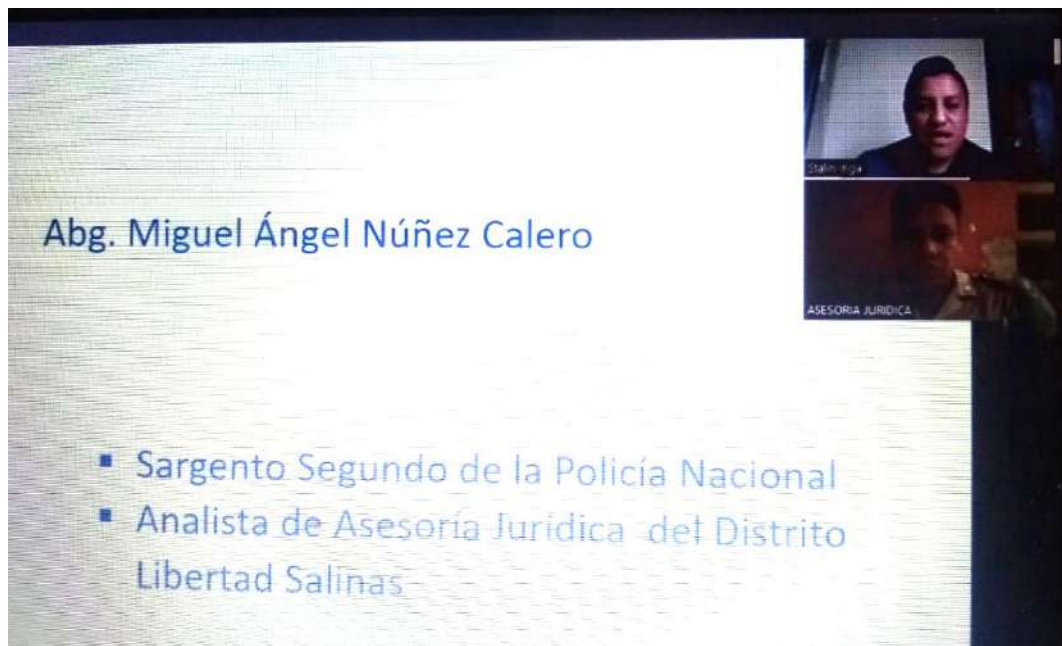 Abg. Miguel Ángel Núñez Calero
▪ Sargento Segundo de la Policía Nacional
▪ Analista de Asesoría Jurídica del Distrito
Libertad Salinas
Stalin
ASESORIA JURIDICA